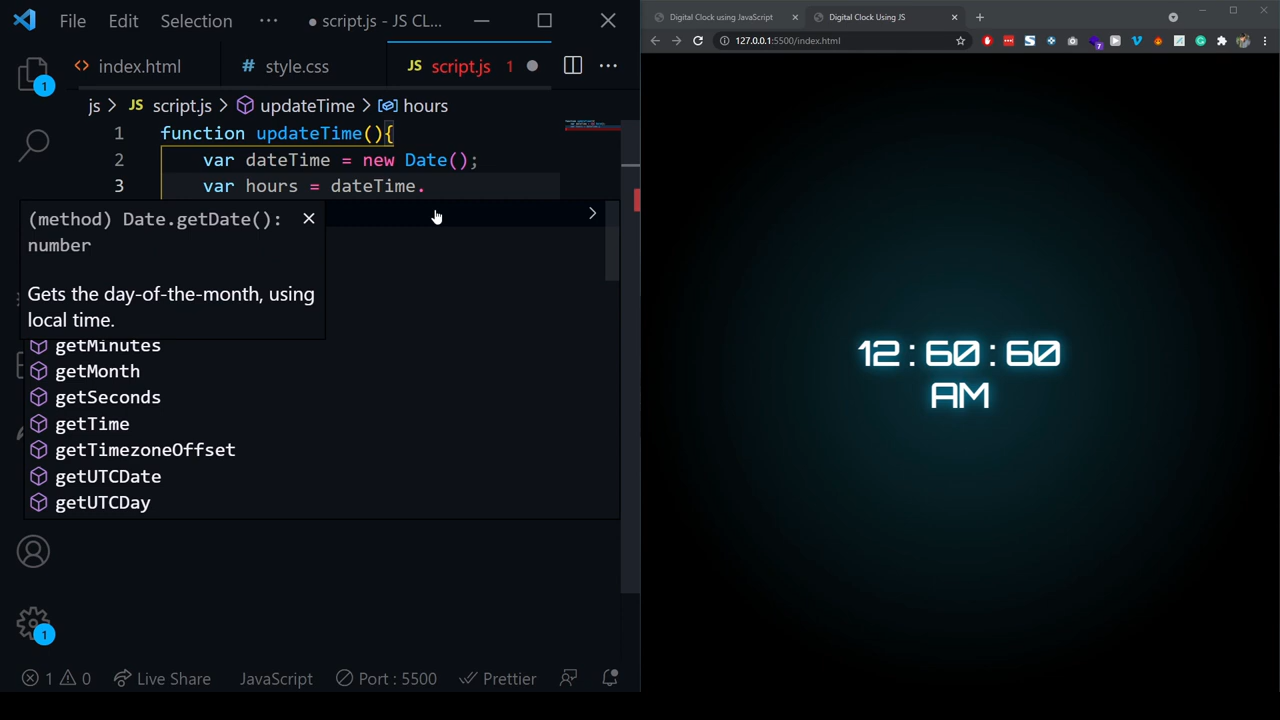 File Edit Selection ··· ● script.js - JS CL...
index.html
# style.css
JS script.js 1
js > JS script.js > updateTime > hours
1 function updateTime(){
2 var dateTime = new Date();
3 var hours = dateTime.
(method) Date.getDate():
number
Gets the day-of-the-month, using
local time.
getMinutes
getMonth
getSeconds
getTime
getTimezoneOffset
getUTCDate
getUTCDay
1
1
1 0 Live Share JavaScript Port : 5500 Prettier
Digital Clock using JavaScript
Digital Clock Using JS
127.0.0.1:5500/index.html
12:60:60
AM